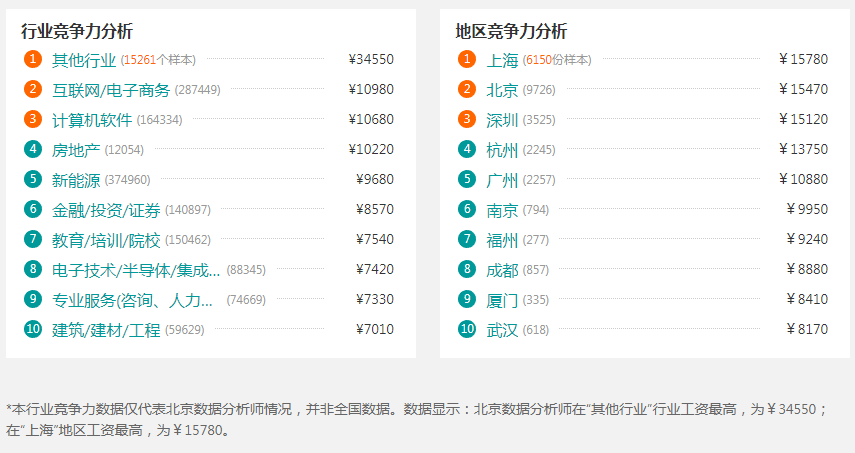 行业竞争力分析
1 其他行业 (15261个样本) ¥34550
2 互联网/电子商务 (287449) ¥10980
3 计算机软件 (164334) ¥10680
4 房地产 (12054) ¥10220
5 新能源 (374960) ¥9680
6 金融/投资/证券 (140897) ¥8570
7 教育/培训/院校 (150462) ¥7540
8 电子技术/半导体/集成... (88345) ¥7420
9 专业服务(咨询、人力... (74669) ¥7330
10 建筑/建材/工程 (59629) ¥7010
地区竞争力分析
1 上海 (6150份样本) ¥15780
2 北京 (9726) ¥15470
3 深圳 (3525) ¥15120
4 杭州 (2245) ¥13750
5 广州 (2257) ¥10880
6 南京 (794) ¥9950
7 福州 (277) ¥9240
8 成都 (857) ¥8880
9 厦门 (335) ¥8410
10 武汉 (618) ¥8170
*本行业竞争力数据仅代表北京数据分析师情况，并非全国数据。数据显示：北京数据分析师在“其他行业”行业工资最高，为¥34550；
在“上海”地区工资最高，为¥15780。